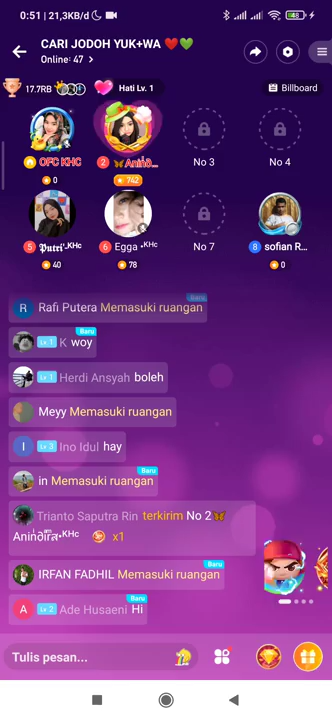 0:51 | 21,3KB/d
48
CARI JODOH YUK+WA ❤️💚
Online: 47 >
17.7RB
Hati Lv. 1
Billboard
OFC KHC
2 🦋Anin∂...
No 3
No 4
0
742
5 Putri'•ᴷᴴᶜ
6 Egga •ᴷᴴᶜ
No 7
8 sofian R...
40
78
0
Baru
R Rafi Putera Memasuki ruangan
Baru
Lv 1 K woy
Lv 1 Herdi Ansyah boleh
Meyy Memasuki ruangan
I Lv 3 Ino Idul hay
Baru
in Memasuki ruangan
Trianto Saputra Rin terkirim No 2🦋
x1
Baru
IRFAN FADHIL Memasuki ruangan
Baru
A Lv 2 Ade Husaeni Hi
Tulis pesan...